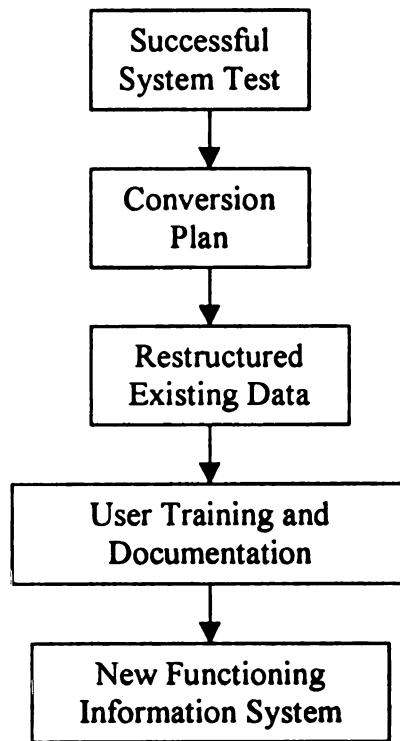 Successful
System Test
Conversion
Plan
Restructured
Existing Data
User Training and
Documentation
New Functioning
Information System